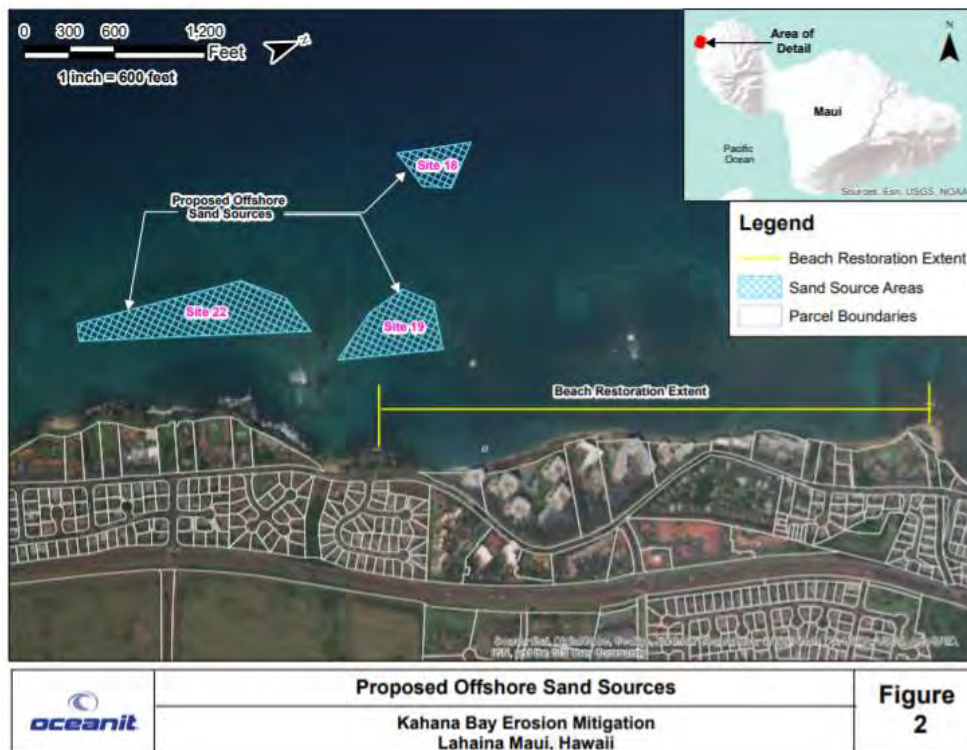 0 300 600 1,200
Feet
1 inch = 600 feet
N
N
Area of
Detail
Maui
Pacific
Ocean
Sources: Esri, USGS, NOAA
Site 18
Proposed Offshore
Sand Sources
Site 22
Site 19
Legend
Beach Restoration Extent
Sand Source Areas
Parcel Boundaries
Beach Restoration Extent
oceanit
Proposed Offshore Sand Sources
Kahana Bay Erosion Mitigation
Lahaina Maui, Hawaii
Figure
2